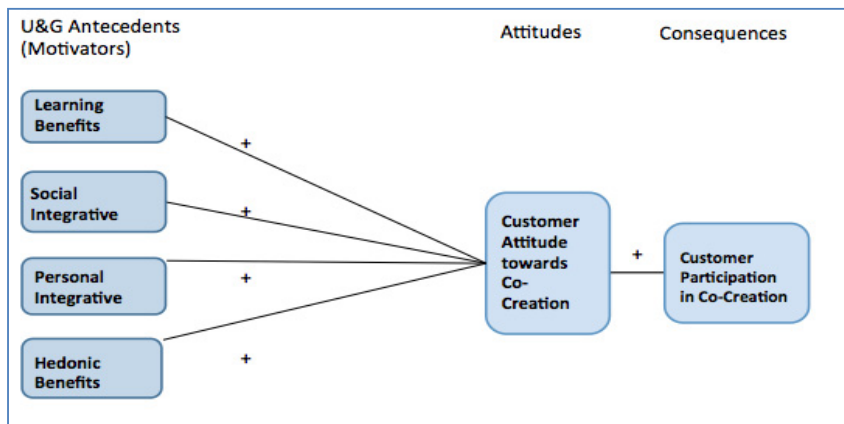 U&G Antecedents
(Motivators)
Attitudes
Consequences
Learning
Benefits
+
Social
Integrative
+
Personal
Integrative
+
Hedonic
Benefits
+
Customer
Attitude
towards
Co-
Creation
+
Customer
Participation
in Co-Creation